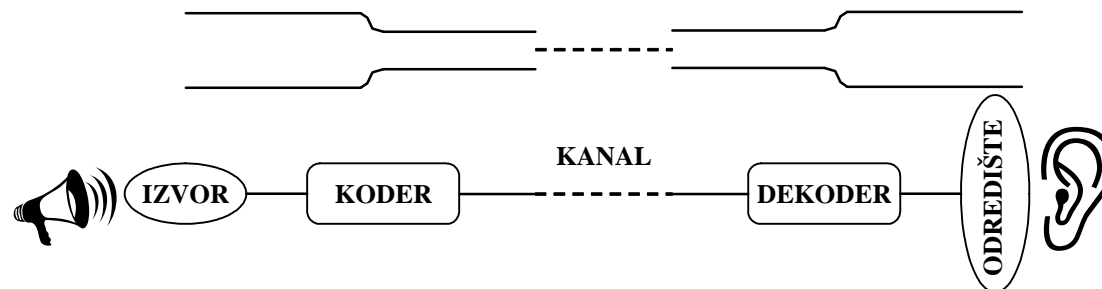 KANAL
IZVOR
KODER
DEKODER
ODREDIŠTE